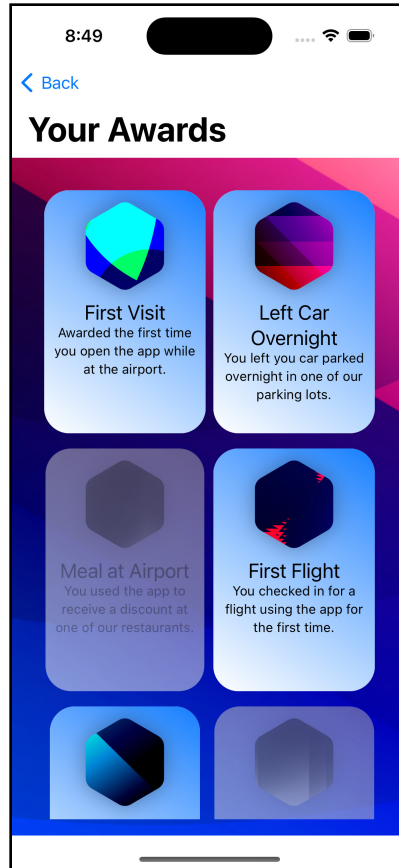 8:49
Back
Your Awards
First Visit
Awarded the first time
you open the app while
at the airport.
Left Car
Overnight
You left you car parked
overnight in one of our
parking lots.
Meal at Airport
You used the app to
receive a discount at
one of our restaurants.
First Flight
You checked in for a
flight using the app for
the first time.